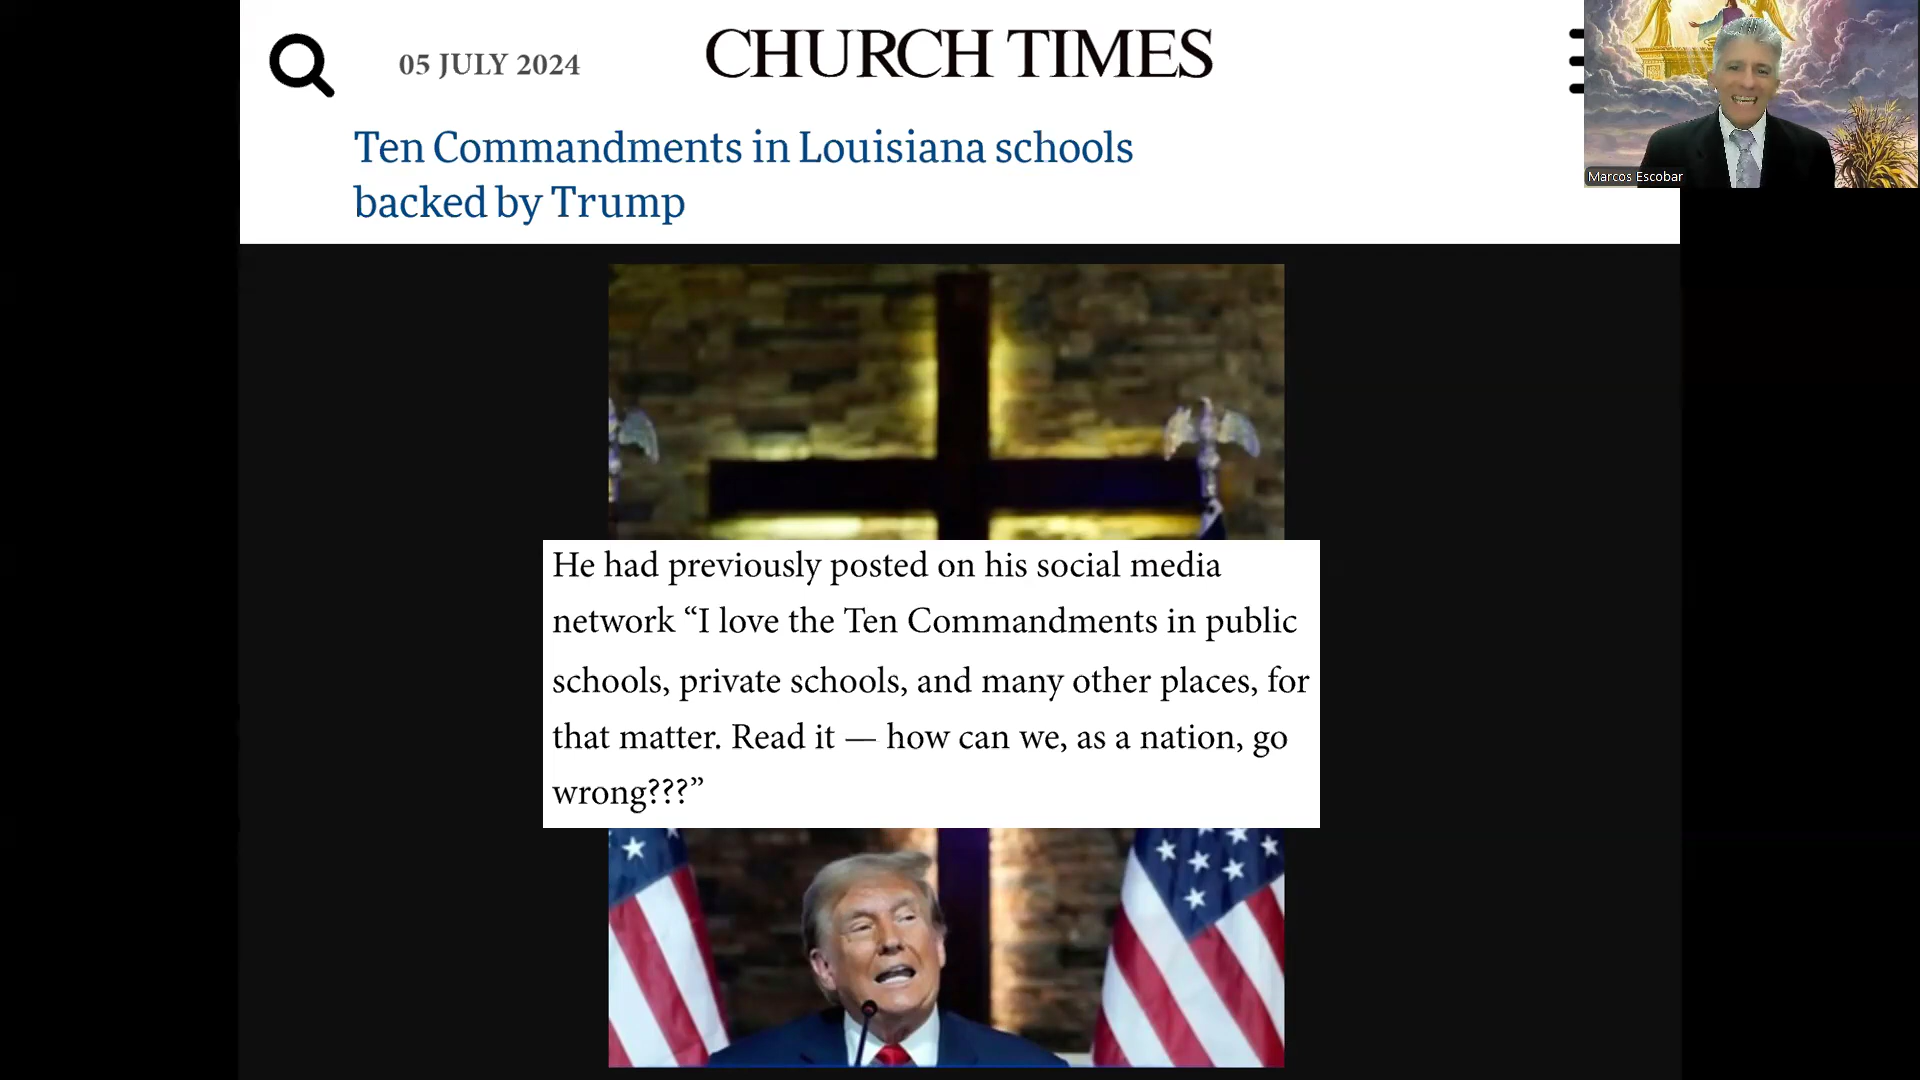 05 JULY 2024
CHURCH TIMES
Marcos Escobar
Ten Commandments in Louisiana schools
backed by Trump
He had previously posted on his social media
network “I love the Ten Commandments in public
schools, private schools, and many other places, for
that matter. Read it — how can we, as a nation, go
wrong???”